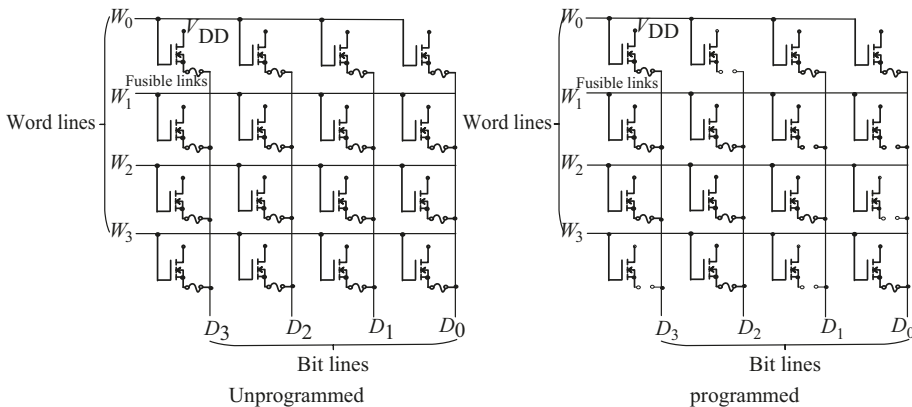 W0
VDD
Fusible links
W1
Word lines
W2
W3
D3 D2 D1 D0
Bit lines
Unprogrammed
W0
VDD
Fusible links
W1
Word lines
W2
W3
D3 D2 D1 D0
Bit lines
programmed